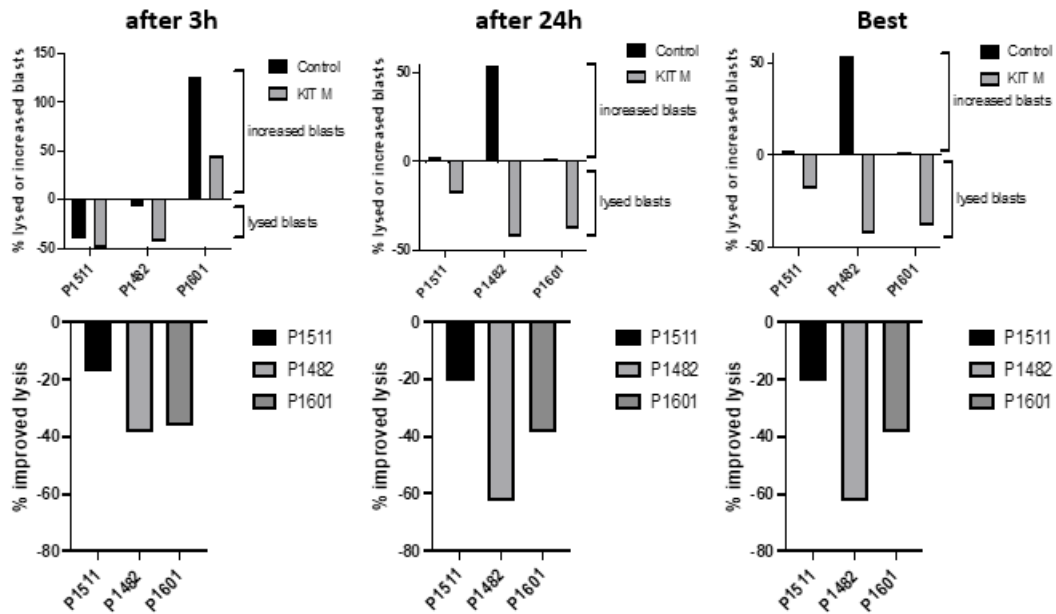 after 3h
% lysed or increased blasts
150
100
50
0
-50
P1511
P1482
P1601
Control
KIT M
increased blasts
lysed blasts
after 24h
% lysed or increased blasts
50
0
-50
P1511
P1482
P1601
Control
KIT M
increased blasts
lysed blasts
Best
% lysed or increased blasts
50
0
-50
P1511
P1482
P1601
Control
KIT M
increased blasts
lysed blasts
% improved lysis
0
-20
-40
-60
-80
P1511
P1482
P1601
P1511
P1482
P1601
% improved lysis
0
-20
-40
-60
-80
P1511
P1482
P1601
P1511
P1482
P1601
% improved lysis
0
-20
-40
-60
-80
P1511
P1482
P1601
P1511
P1482
P1601